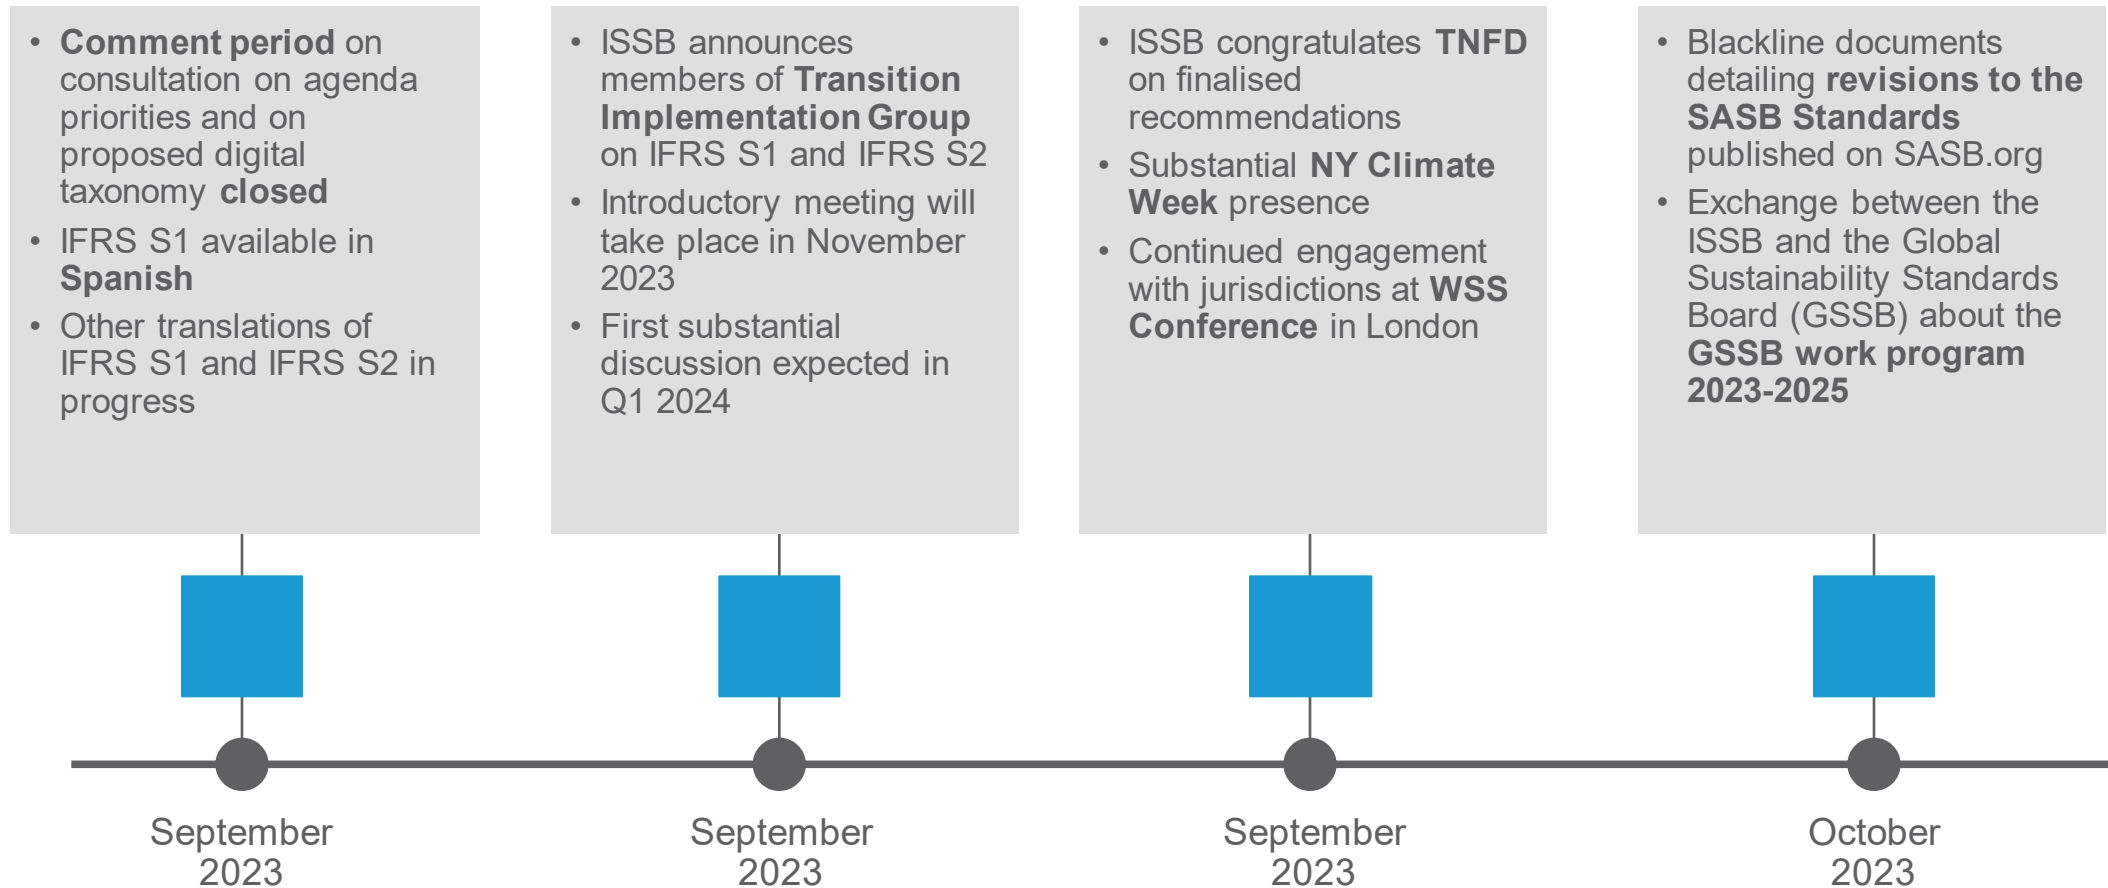 • Comment period on
consultation on agenda
priorities and on
proposed digital
taxonomy closed
• IFRS S1 available in
Spanish
• Other translations of
IFRS S1 and IFRS S2 in
progress
• ISSB announces
members of Transition
Implementation Group
on IFRS S1 and IFRS S2
• Introductory meeting will
take place in November
2023
• First substantial
discussion expected in
Q1 2024
• ISSB congratulates TNFD
on finalised
recommendations
• Substantial NY Climate
Week presence
• Continued engagement
with jurisdictions at WSS
Conference in London
• Blackline documents
detailing revisions to the
SASB Standards
published on SASB.org
• Exchange between the
ISSB and the Global
Sustainability Standards
Board (GSSB) about the
GSSB work program
2023-2025
September
2023
September
2023
September
2023
October
2023